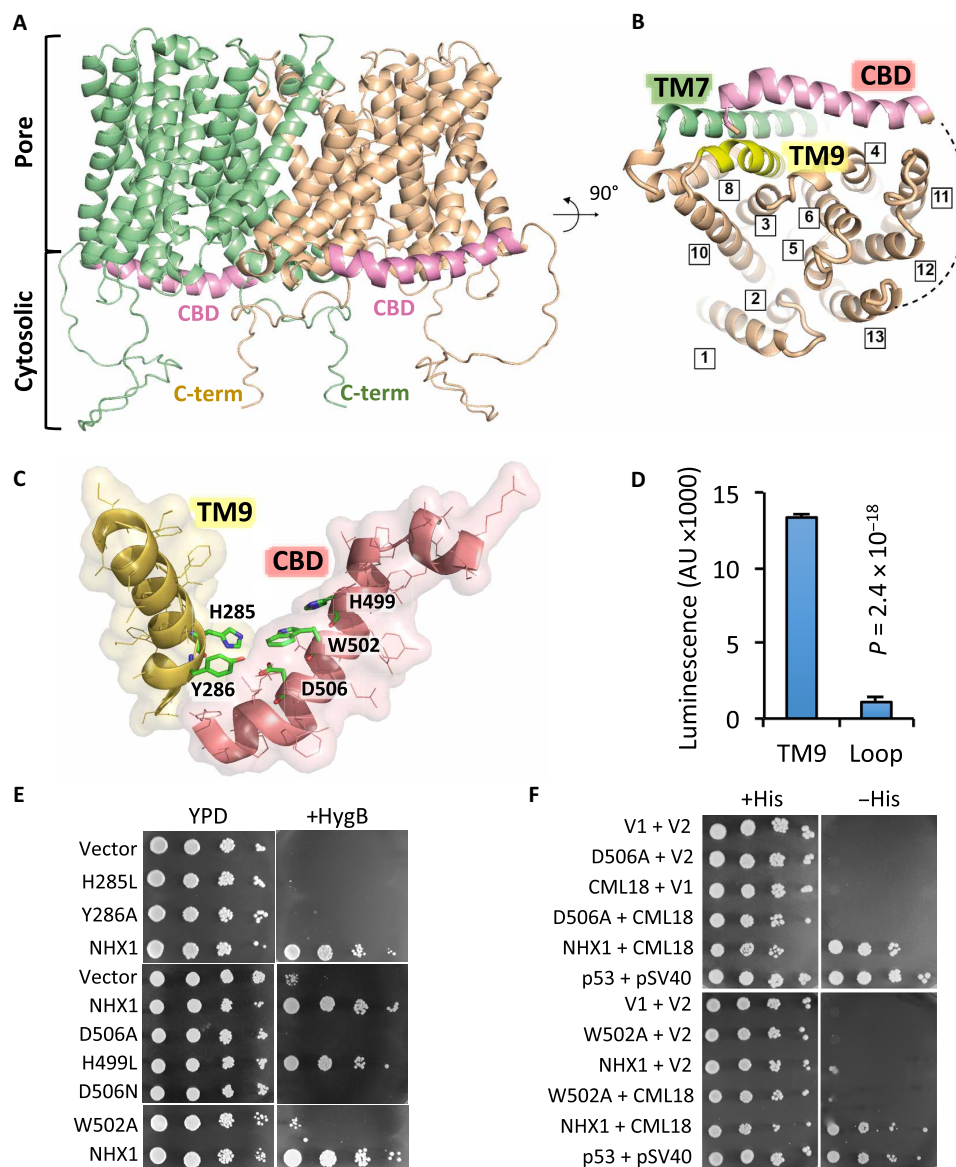 A
Pore
Cytosolic
CBD
CBD
C-term
C-term
90°
B
TM7
CBD
TM9
4
8
3
6
11
10
5
12
2
13
1
C
TM9
CBD
H285
H499
W502
Y286
D506
D
Luminescence (AU ×1000)
15
10
5
0
P = 2.4 × 10⁻¹⁸
TM9 Loop
E
YPD +HygB
Vector
H285L
Y286A
NHX1
Vector
NHX1
D506A
H499L
D506N
W502A
NHX1
F
+His −His
V1 + V2
D506A + V2
CML18 + V1
D506A + CML18
NHX1 + CML18
p53 + pSV40
V1 + V2
W502A + V2
NHX1 + V2
W502A + CML18
NHX1 + CML18
p53 + pSV40